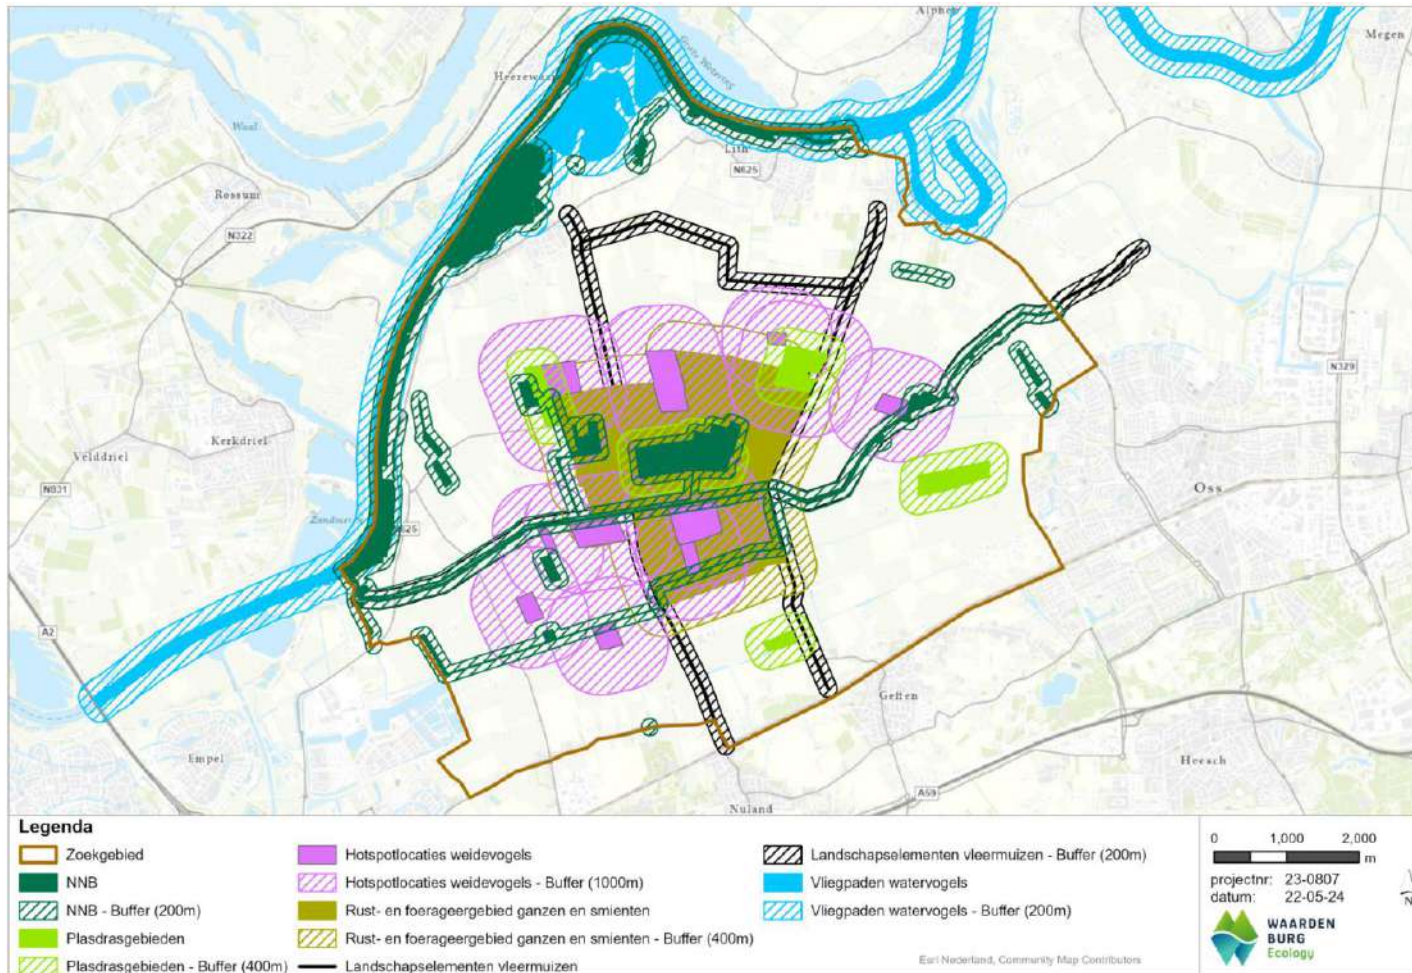 Alphen
Megen
Heerewaarden
Grote Wetering
Waal
Lith
N625
Rossum
N322
N329
Kerkdriel
Velddriel
N831
Oss
A2
Geffen
Empel
Heesch
A59
Nuland
Legenda
Zoekgebied
NNB
NNB - Buffer (200m)
Plasdrasgebieden
Plasdrasgebieden - Buffer (400m)
Hotspotlocaties weidevogels
Hotspotlocaties weidevogels - Buffer (1000m)
Rust- en foerageergebied ganzen en smienten
Rust- en foerageergebied ganzen en smienten - Buffer (400m)
Landschapselementen vleermuizen
Landschapselementen vleermuizen - Buffer (200m)
Vliegpaden watervogels
Vliegpaden watervogels - Buffer (200m)
Esri Nederland, Community Map Contributors
0 1,000 2,000
m
projectnr: 23-0807
datum: 22-05-24
N
WAARDEN
BURG
Ecology